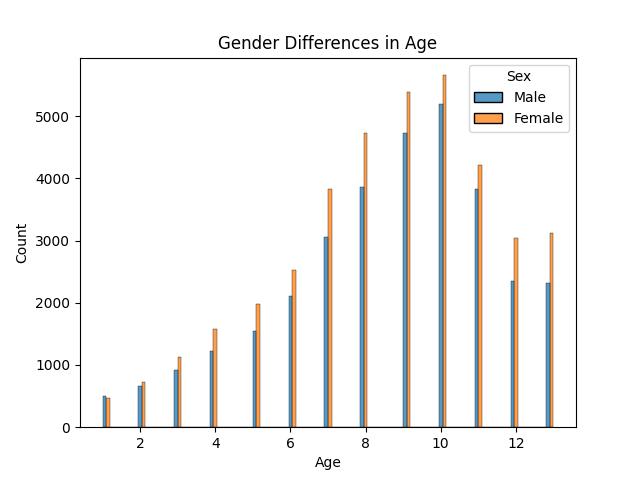 Gender Differences in Age
Sex
Male
Female
Count
5000
4000
3000
2000
1000
0
2 4 6 8 10 12
Age